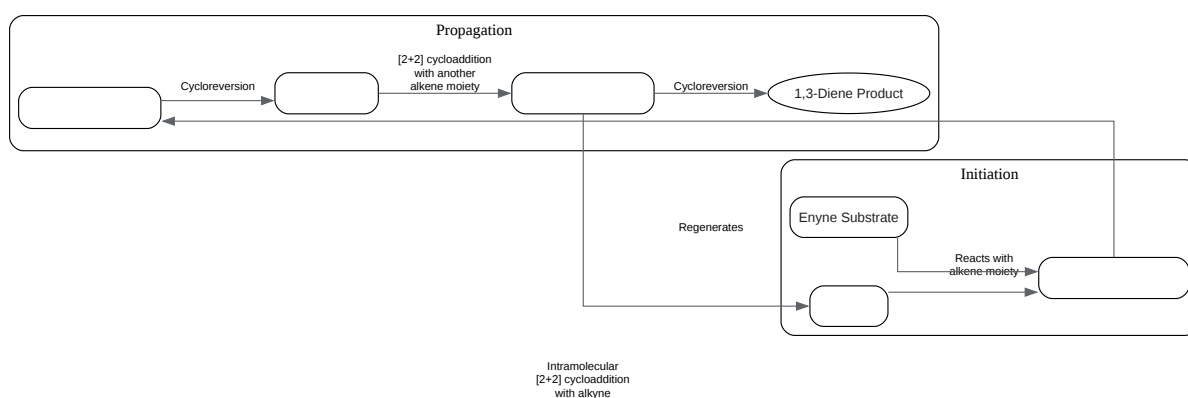 Propagation
[2+2] cycloaddition
with another
alkene moiety
Cycloreversion
Cycloreversion
1,3-Diene Product
Initiation
Enyne Substrate
Regenerates
Reacts with
alkene moiety
Intramolecular
[2+2] cycloaddition
with alkyne